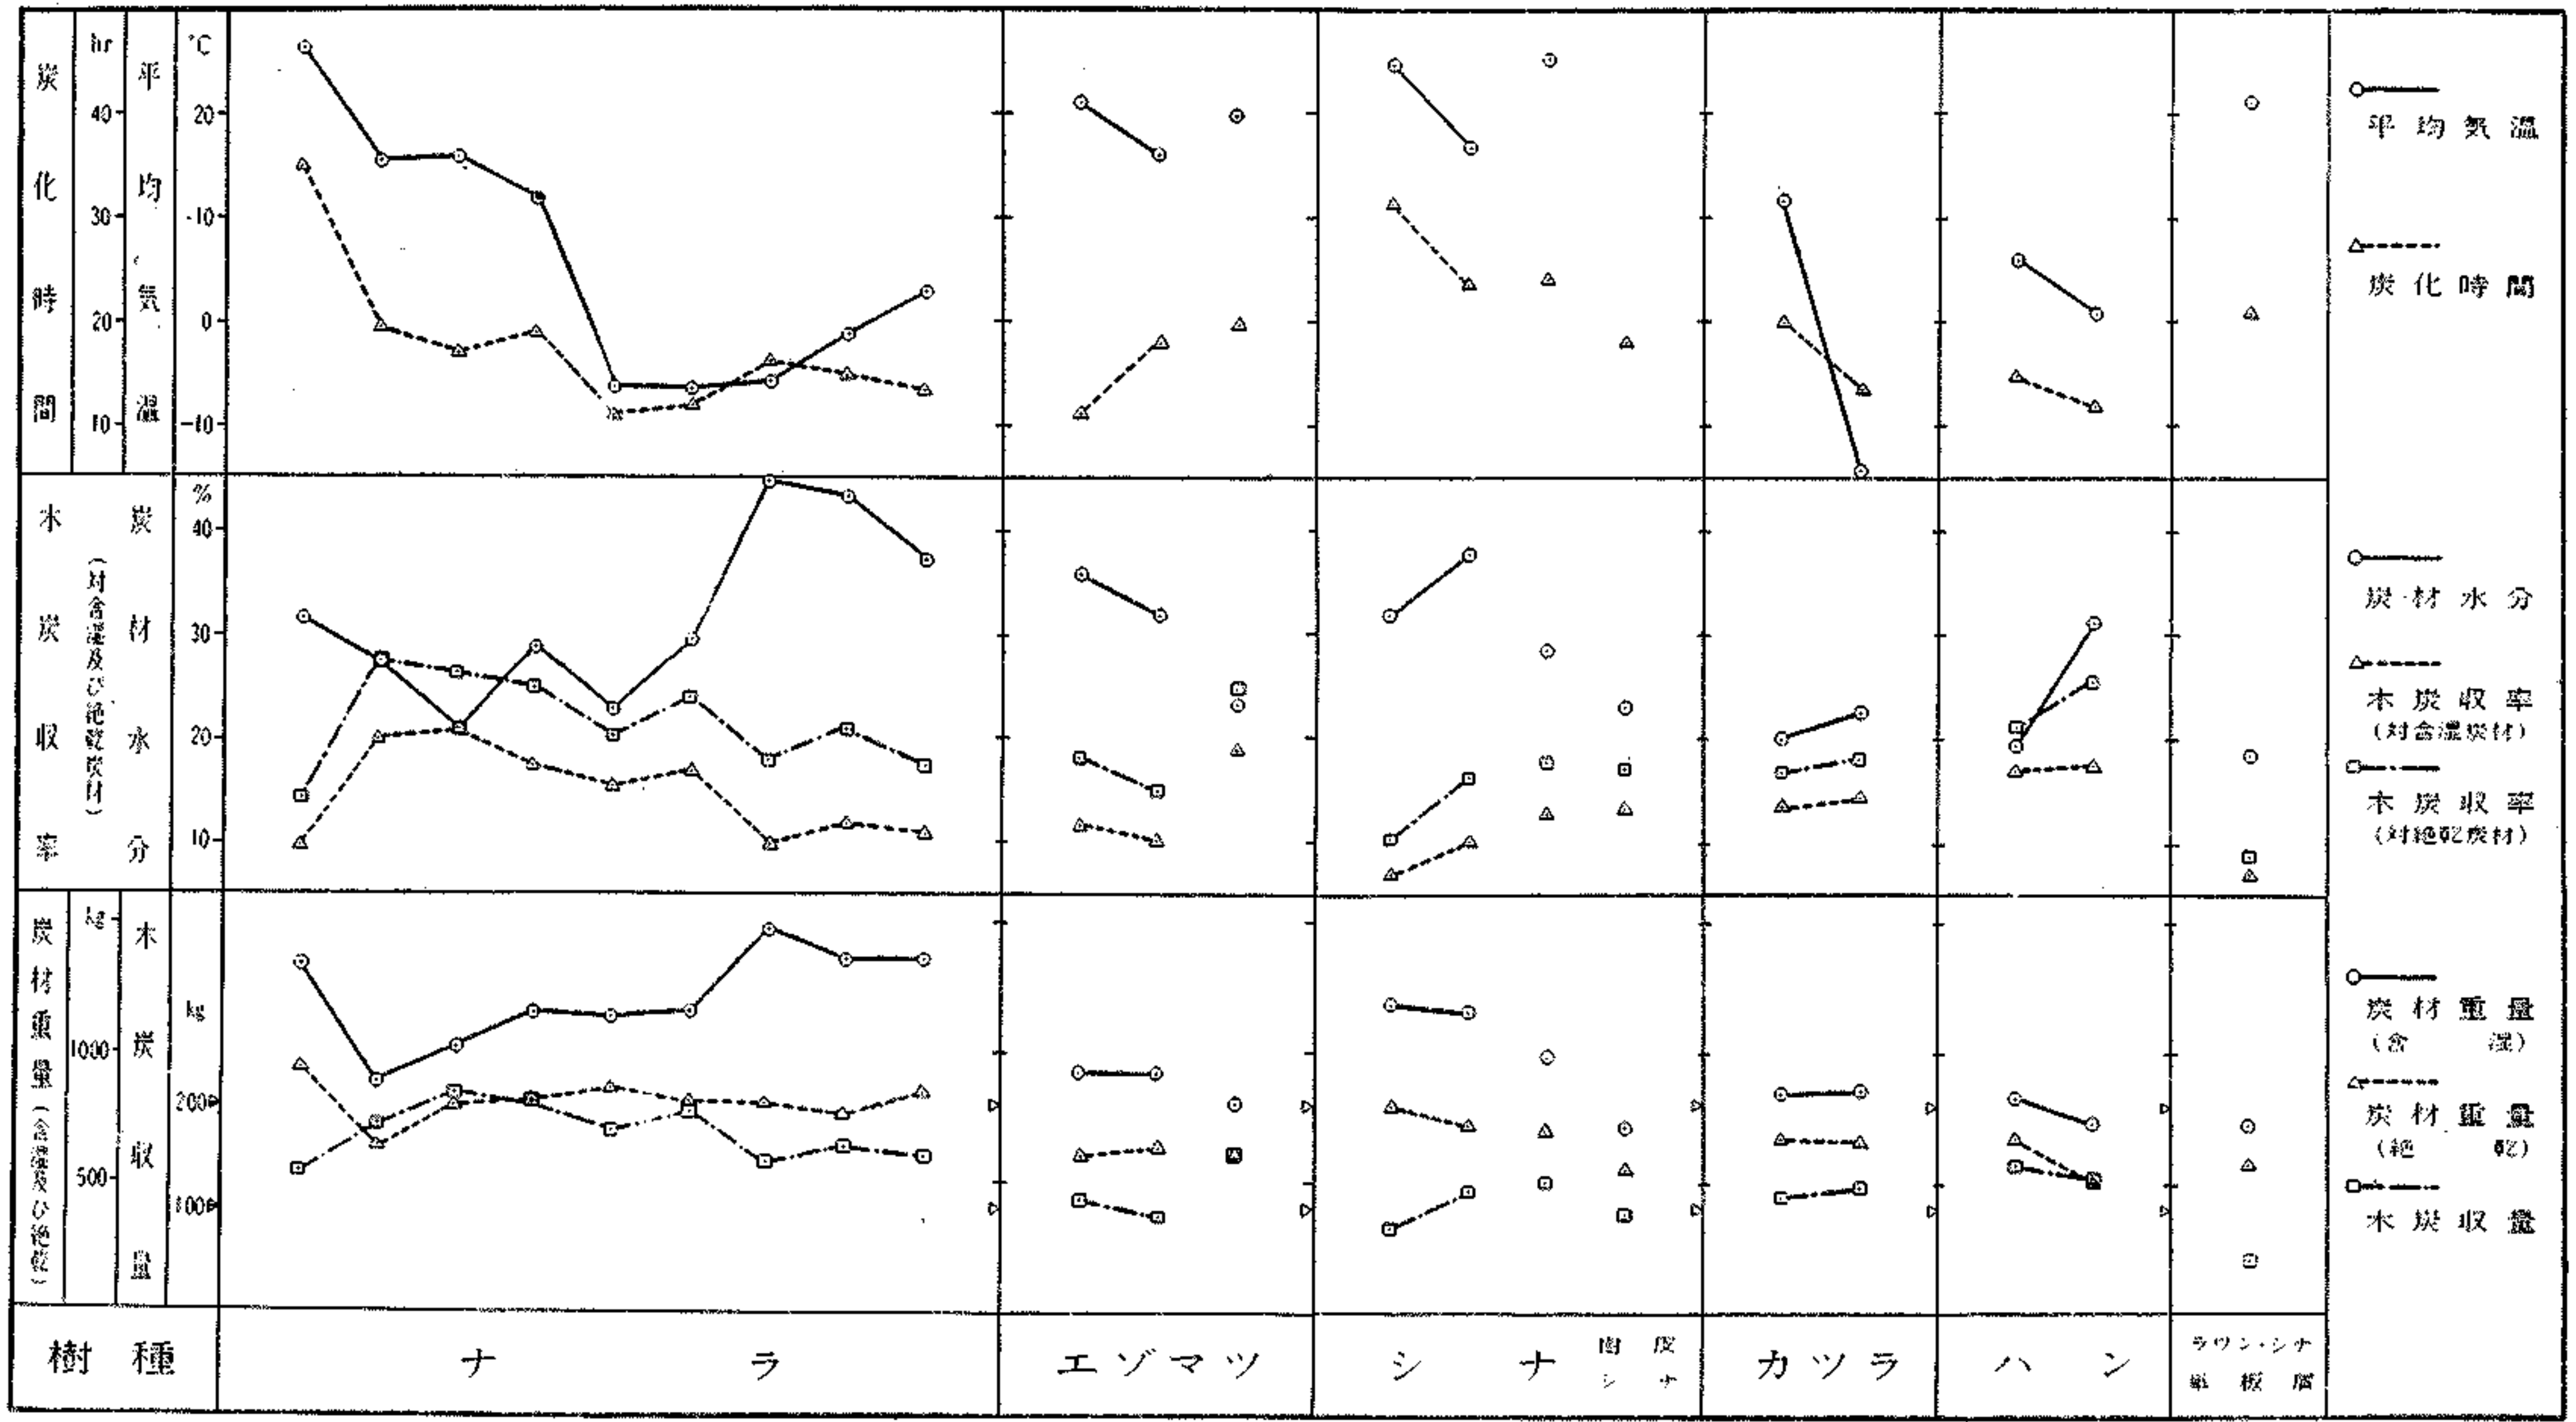 炭化時間
hr
40
30
20
10
平均気温
℃
20
10
0
-10
木炭収率
(対含湿及び絶乾炭材)
炭材水分
%
40
30
20
10
炭材重量(含湿及び絶乾)
kg
1000
500
木炭収量
kg
200
100
樹種
ナラ
エゾマツ
シナ
シナ
カツラ
ハン
ラワン・シナ
単板屑
平均気温
炭化時間
炭材水分
木炭収率
(対含湿炭材)
木炭収率
(対絶乾炭材)
炭材重量
(含湿)
炭材重量
(絶乾)
木炭収量